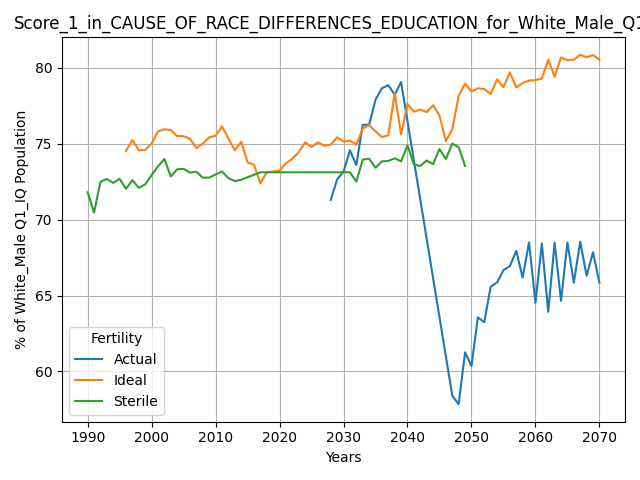 Score_1_in_CAUSE_OF_RACE_DIFFERENCES_EDUCATION_for_White_Male_Q1
% of White_Male Q1_IQ Population
80
75
70
65
60
Fertility
Actual
Ideal
Sterile
1990 2000 2010 2020 2030 2040 2050 2060 2070
Years